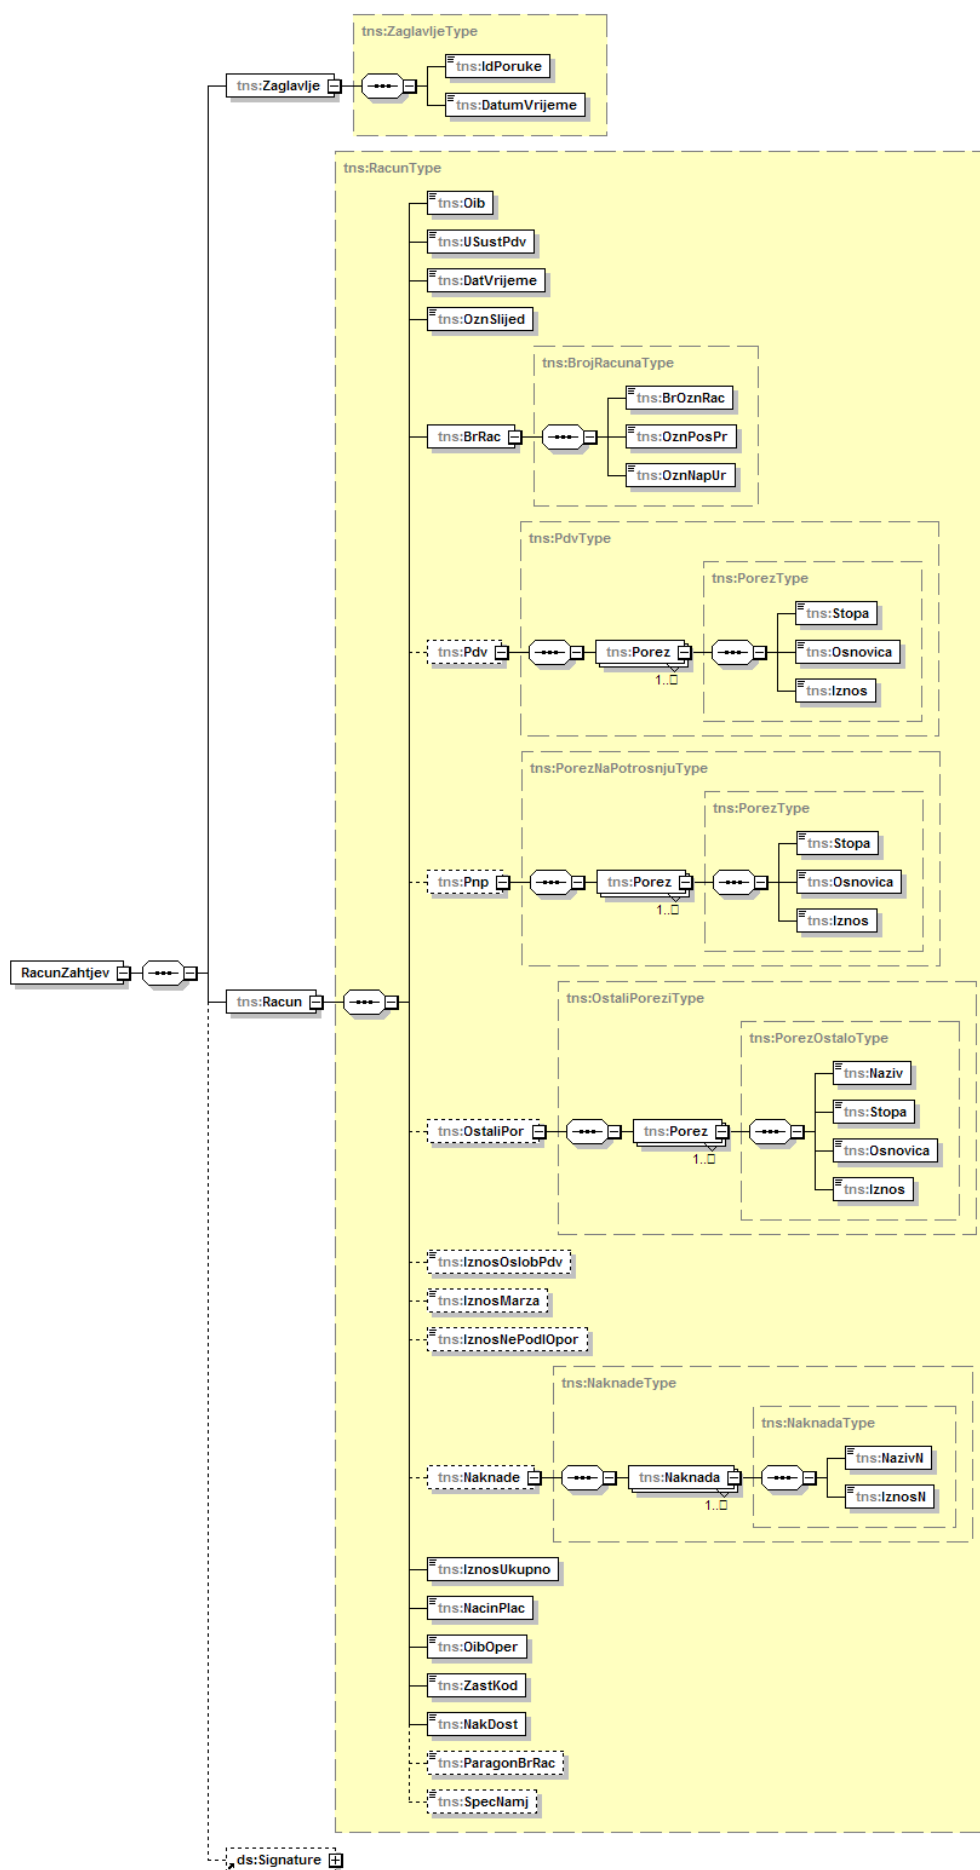 tns:ZaglavljeType
tns:IdPoruke
tns:Zaglavlje
tns:DatumVrijeme
tns:RacunType
tns:Oib
tns:USustPdv
tns:DatVrijeme
tns:OznSlijed
tns:BrojRacunaType
tns:BrOznRac
tns:BrRac
tns:OznPosPr
tns:OznNapUr
tns:PdvType
tns:PorezType
tns:Stopa
tns:Pdv
tns:Porez
tns:Osnovica
1..
tns:Iznos
tns:PorezNaPotrosnjuType
tns:PorezType
tns:Stopa
tns:Pnp
tns:Porez
tns:Osnovica
1..
tns:Iznos
RacunZahtjev
tns:Racun
tns:OstaliPoreziType
tns:PorezOstaloType
tns:Naziv
tns:Stopa
tns:OstaliPor
tns:Porez
tns:Osnovica
1..
tns:Iznos
tns:IznosOslobPdv
tns:IznosMarza
tns:IznosNePodlOpor
tns:NaknadeType
tns:NaknadaType
tns:NazivN
tns:Naknade
tns:Naknada
tns:IznosN
1..
tns:IznosUkupno
tns:NacinPlac
tns:OibOper
tns:ZastKod
tns:NakDost
tns:ParagonBrRac
tns:SpecNamj
ds:Signature